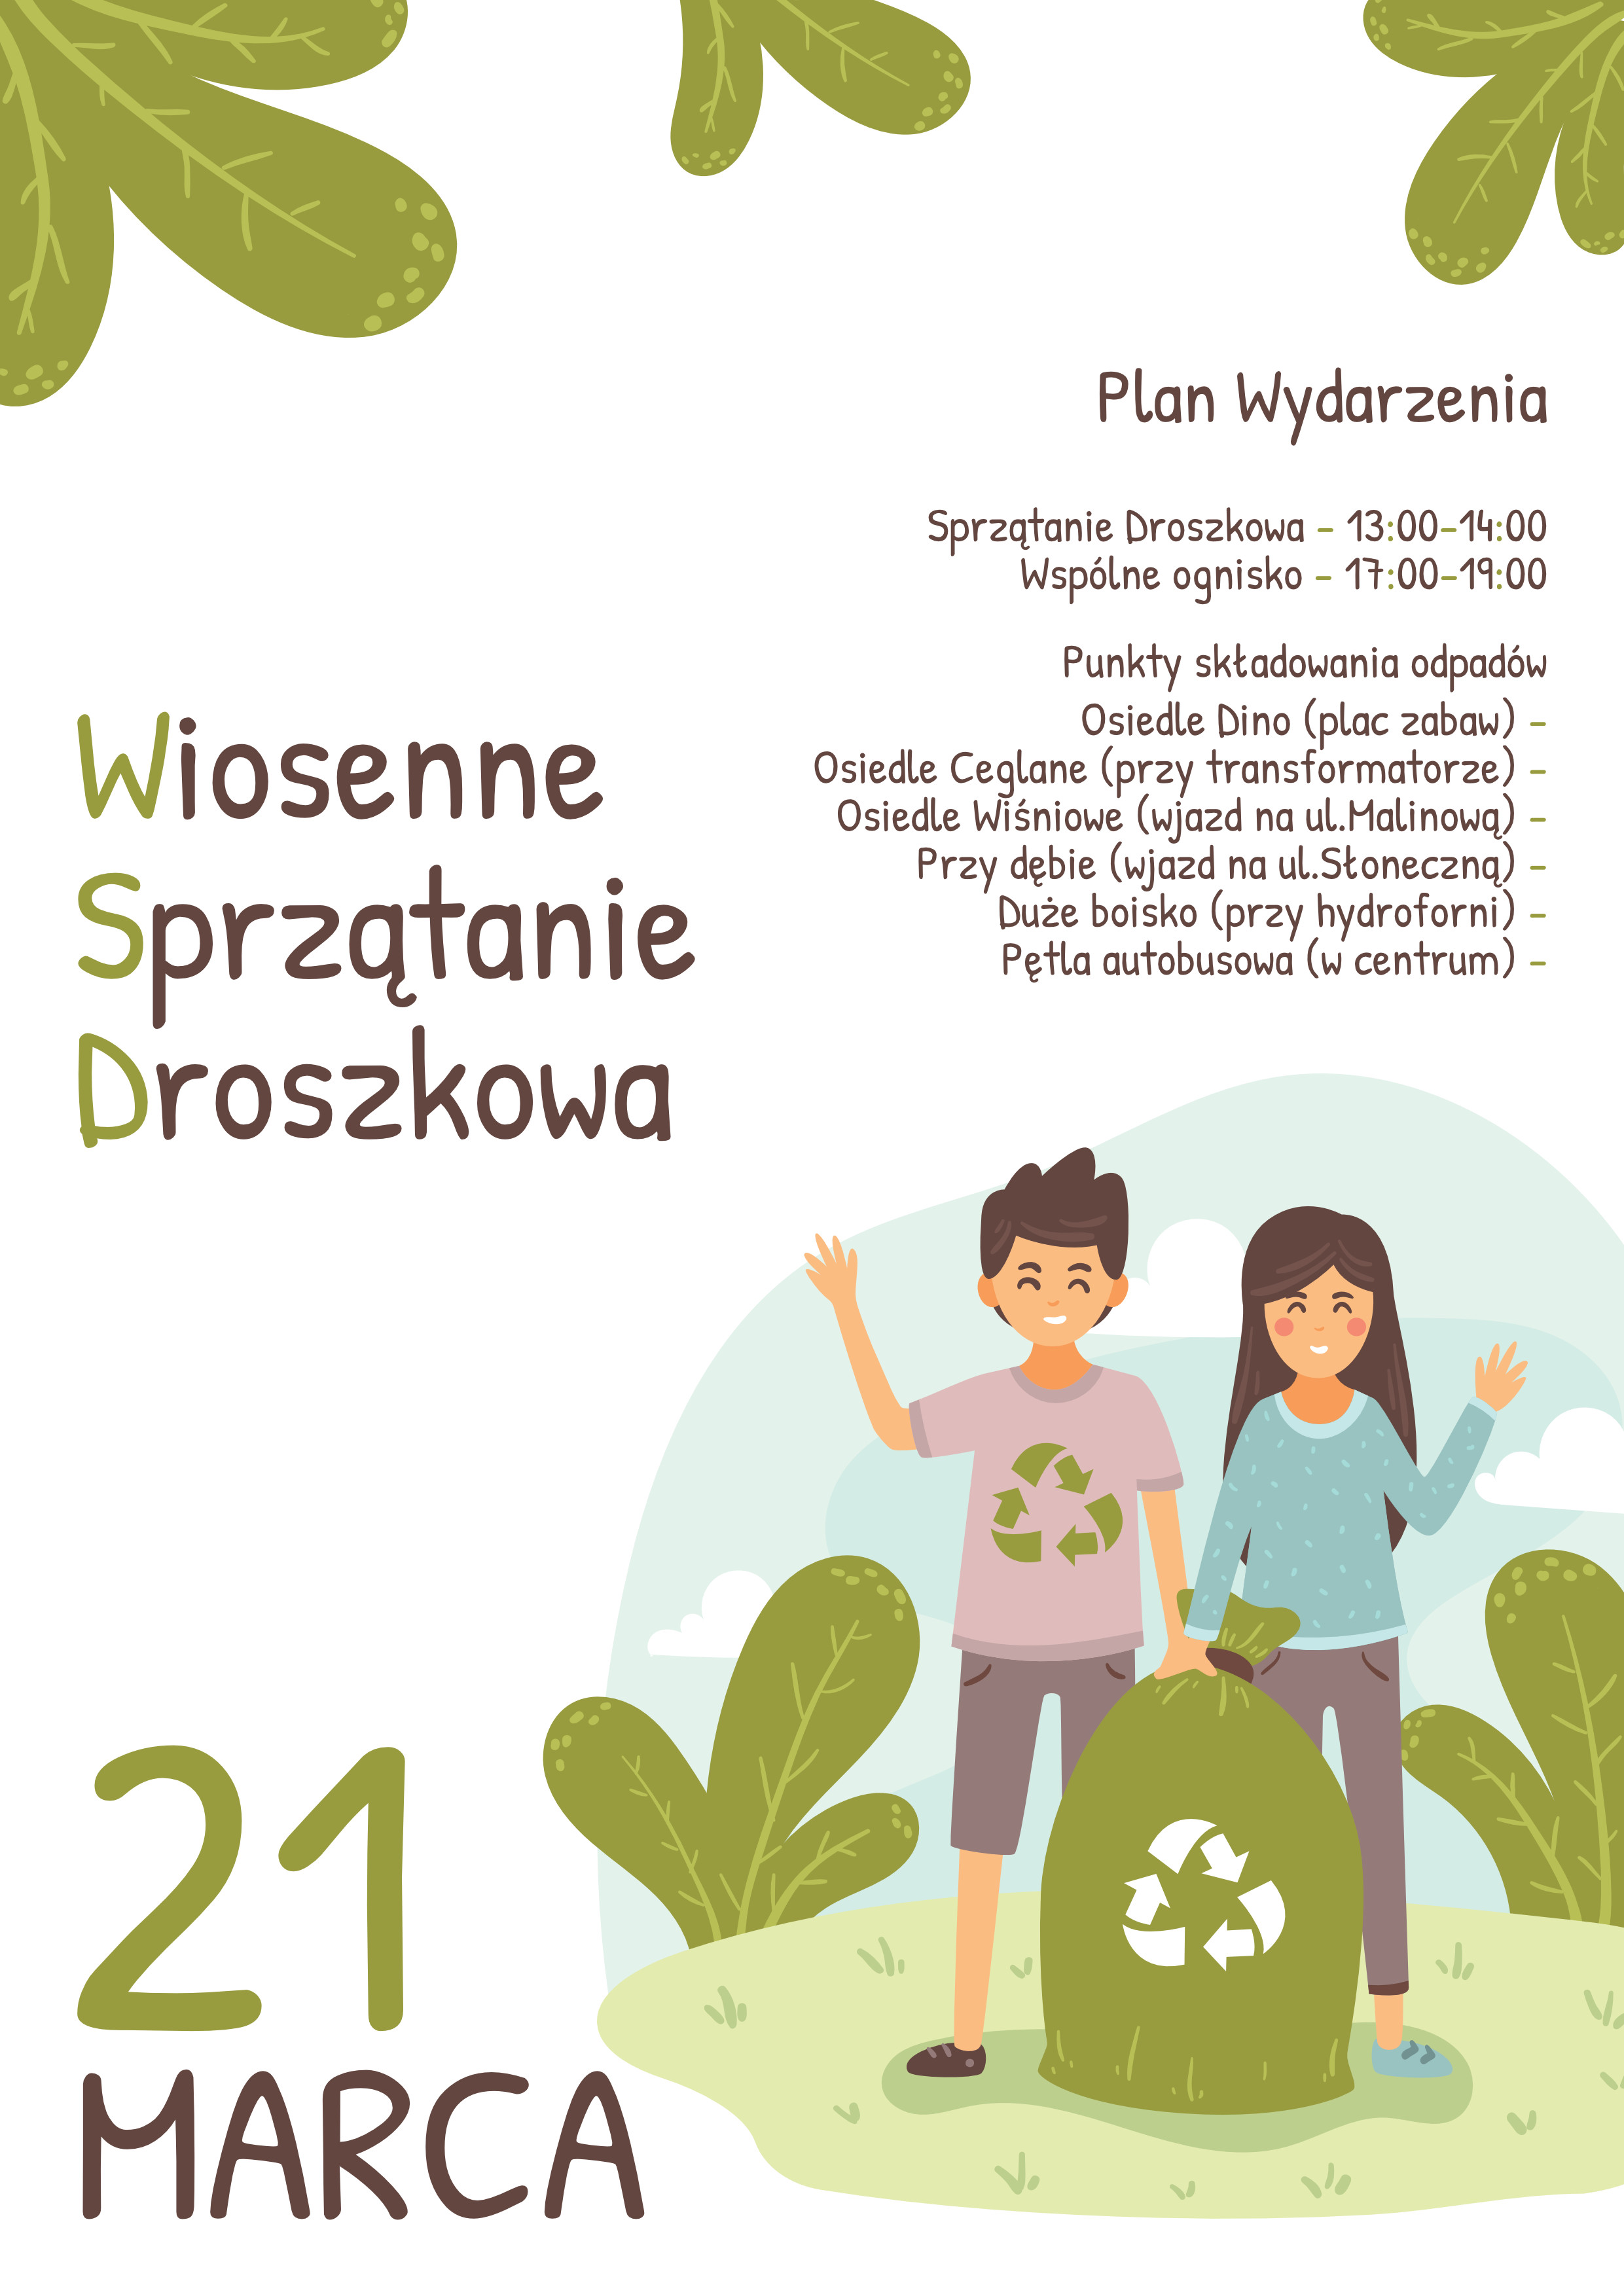 Plan Wydarzenia
Sprzątanie Droszkowa - 13:00-14:00
Wspólne ognisko - 17:00-19:00
Punkty składowania odpadów
Osiedle Dino (plac zabaw) -
Osiedle Ceglane (przy transformatorze) -
Osiedle Wiśniowe (wjazd na ul.Malinową) -
Przy dębie (wjazd na ul.Słoneczną) -
Duże boisko (przy hydroforni) -
Pętla autobusowa (w centrum) -
Wiosenne
Sprzątanie
Droszkowa
21
MARCA